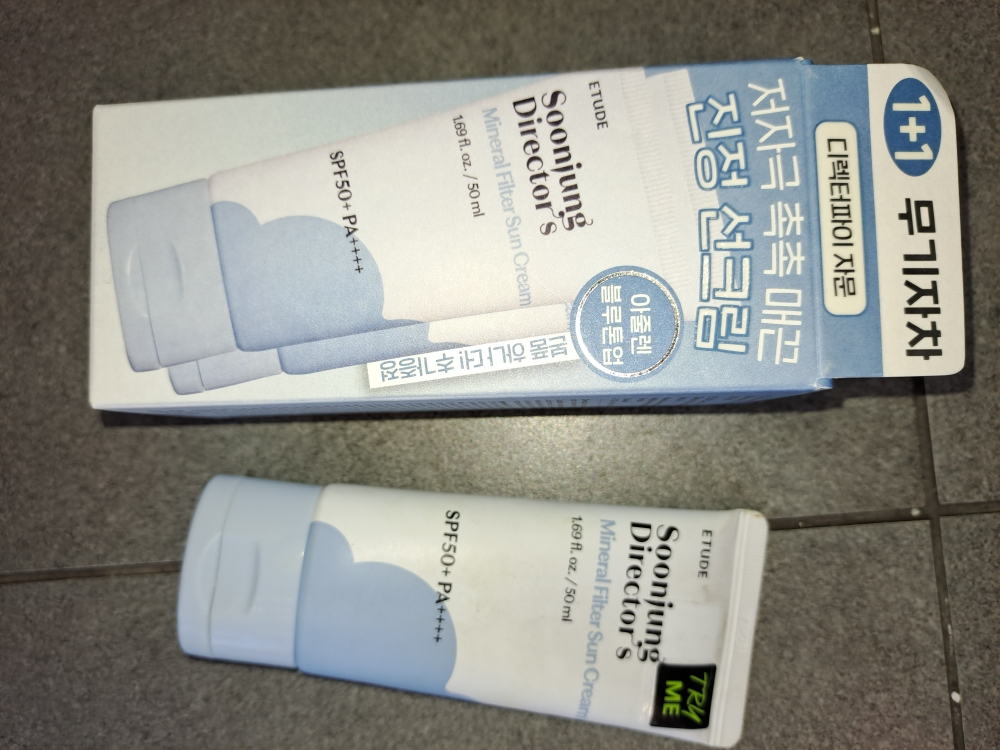 1+1 무기자차
디렉터파이 자문
저자극 촉촉 매끈
진정 선크림
아줄렌
블루톤업
ETUDE
Soonjung
Director's
Mineral Filter Sun Cream
1.69 fl. oz. / 50 ml
SPF50+ PA++++
ETUDE
Soonjung
Director's
Mineral Filter Sun Cream
1.69 fl. oz. / 50 ml
SPF50+ PA++++
TRY
ME